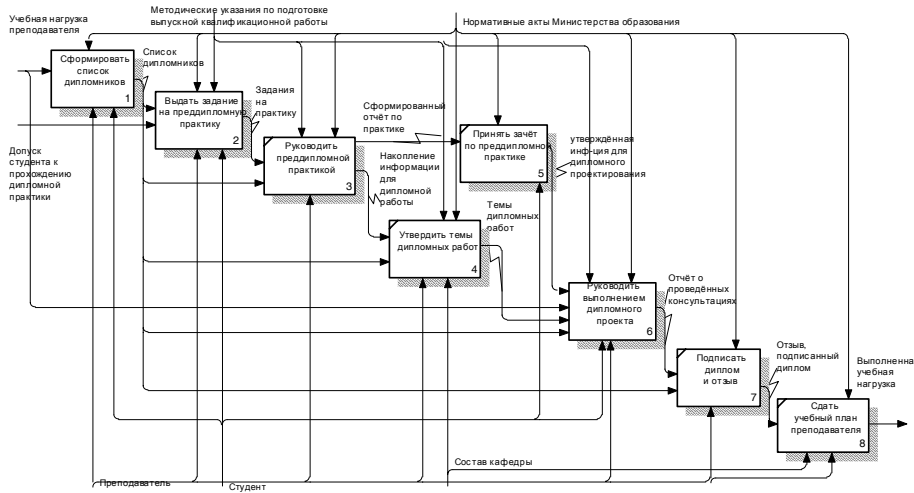 Методические указания по подготовке
выпускной квалификационной работы
Учебная нагрузка
преподавателя
Нормативные акты Министерства образования
Сформировать
список
дипломников
1
Список
дипломников
Выдать задание
на преддипломную
практику
2
Задания
на
практику
Сформированный
отчёт по
практике
Руководить
преддипломной
практикой
3
Принять зачёт
по преддипломной
практике
5
утверждённая
инф-ция для
дипломного
проектирования
Допуск
студента к
прохождению
дипломной
практики
Накопление
информации
для
дипломной
работы
Темы
дипломных
работ
Утвердить темы
дипломных работ
4
Руководить
выполнением
дипломного
проекта
6
Отчёт о
проведённых
консультациях
Подписать
диплом
и отзыв
7
Отзыв,
подписанный
диплом
Выполненна
учебная
нагрузка
Сдать
учебный план
преподавателя
8
Состав кафедры
Преподаватель
Студент